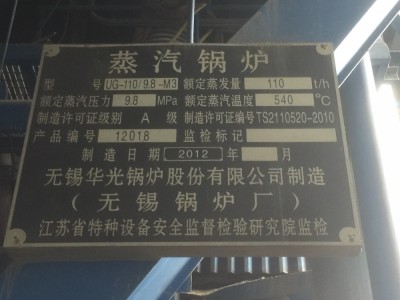 蒸汽锅炉
型号 UG-110/9.8-M3 额定蒸发量 110 t/h
额定蒸汽压力 9.8 MPa 额定蒸汽温度 540 ℃
制造许可证级别 A 级 制造许可证编号 TS2110520-2010
产品编号 12018 监检标记
制造日期 2012 年 月
无锡华光锅炉股份有限公司制造
(无锡锅炉厂)
江苏省特种设备安全监督检验研究院监检